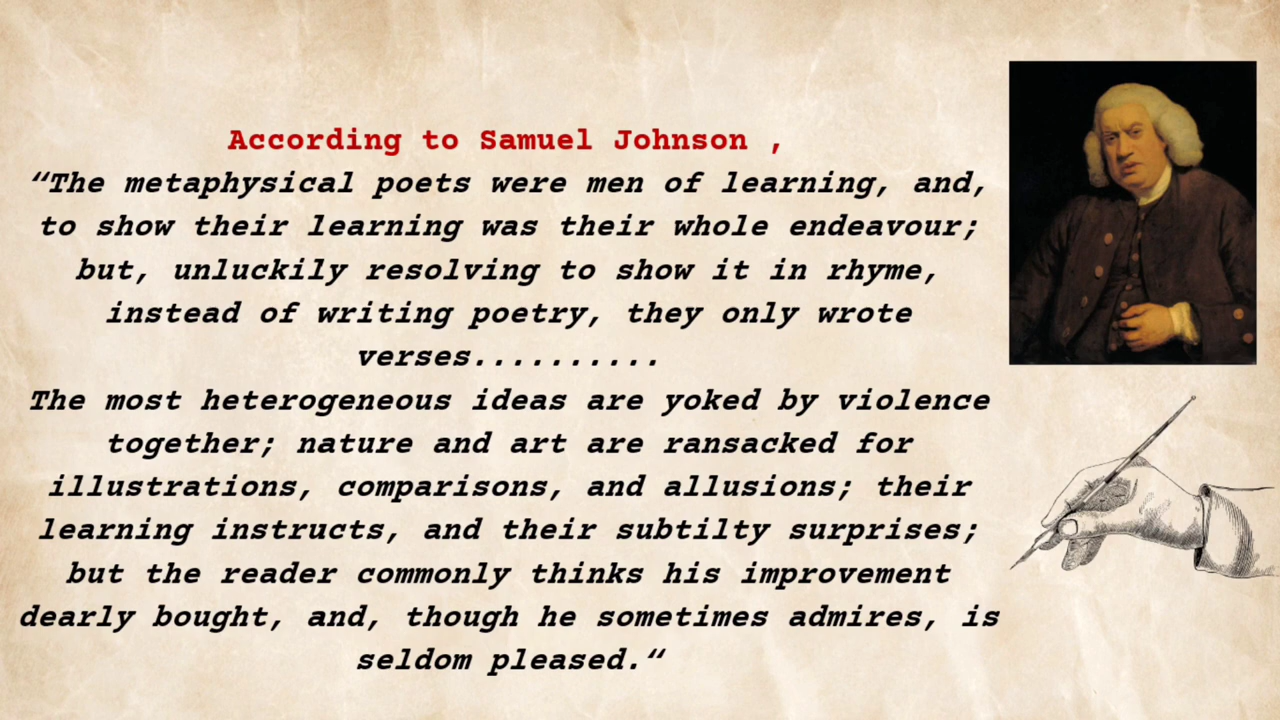 According to Samuel Johnson ,
“The metaphysical poets were men of learning, and,
to show their learning was their whole endeavour;
but, unluckily resolving to show it in rhyme,
instead of writing poetry, they only wrote
verses..........
The most heterogeneous ideas are yoked by violence
together; nature and art are ransacked for
illustrations, comparisons, and allusions; their
learning instructs, and their subtilty surprises;
but the reader commonly thinks his improvement
dearly bought, and, though he sometimes admires, is
seldom pleased.“